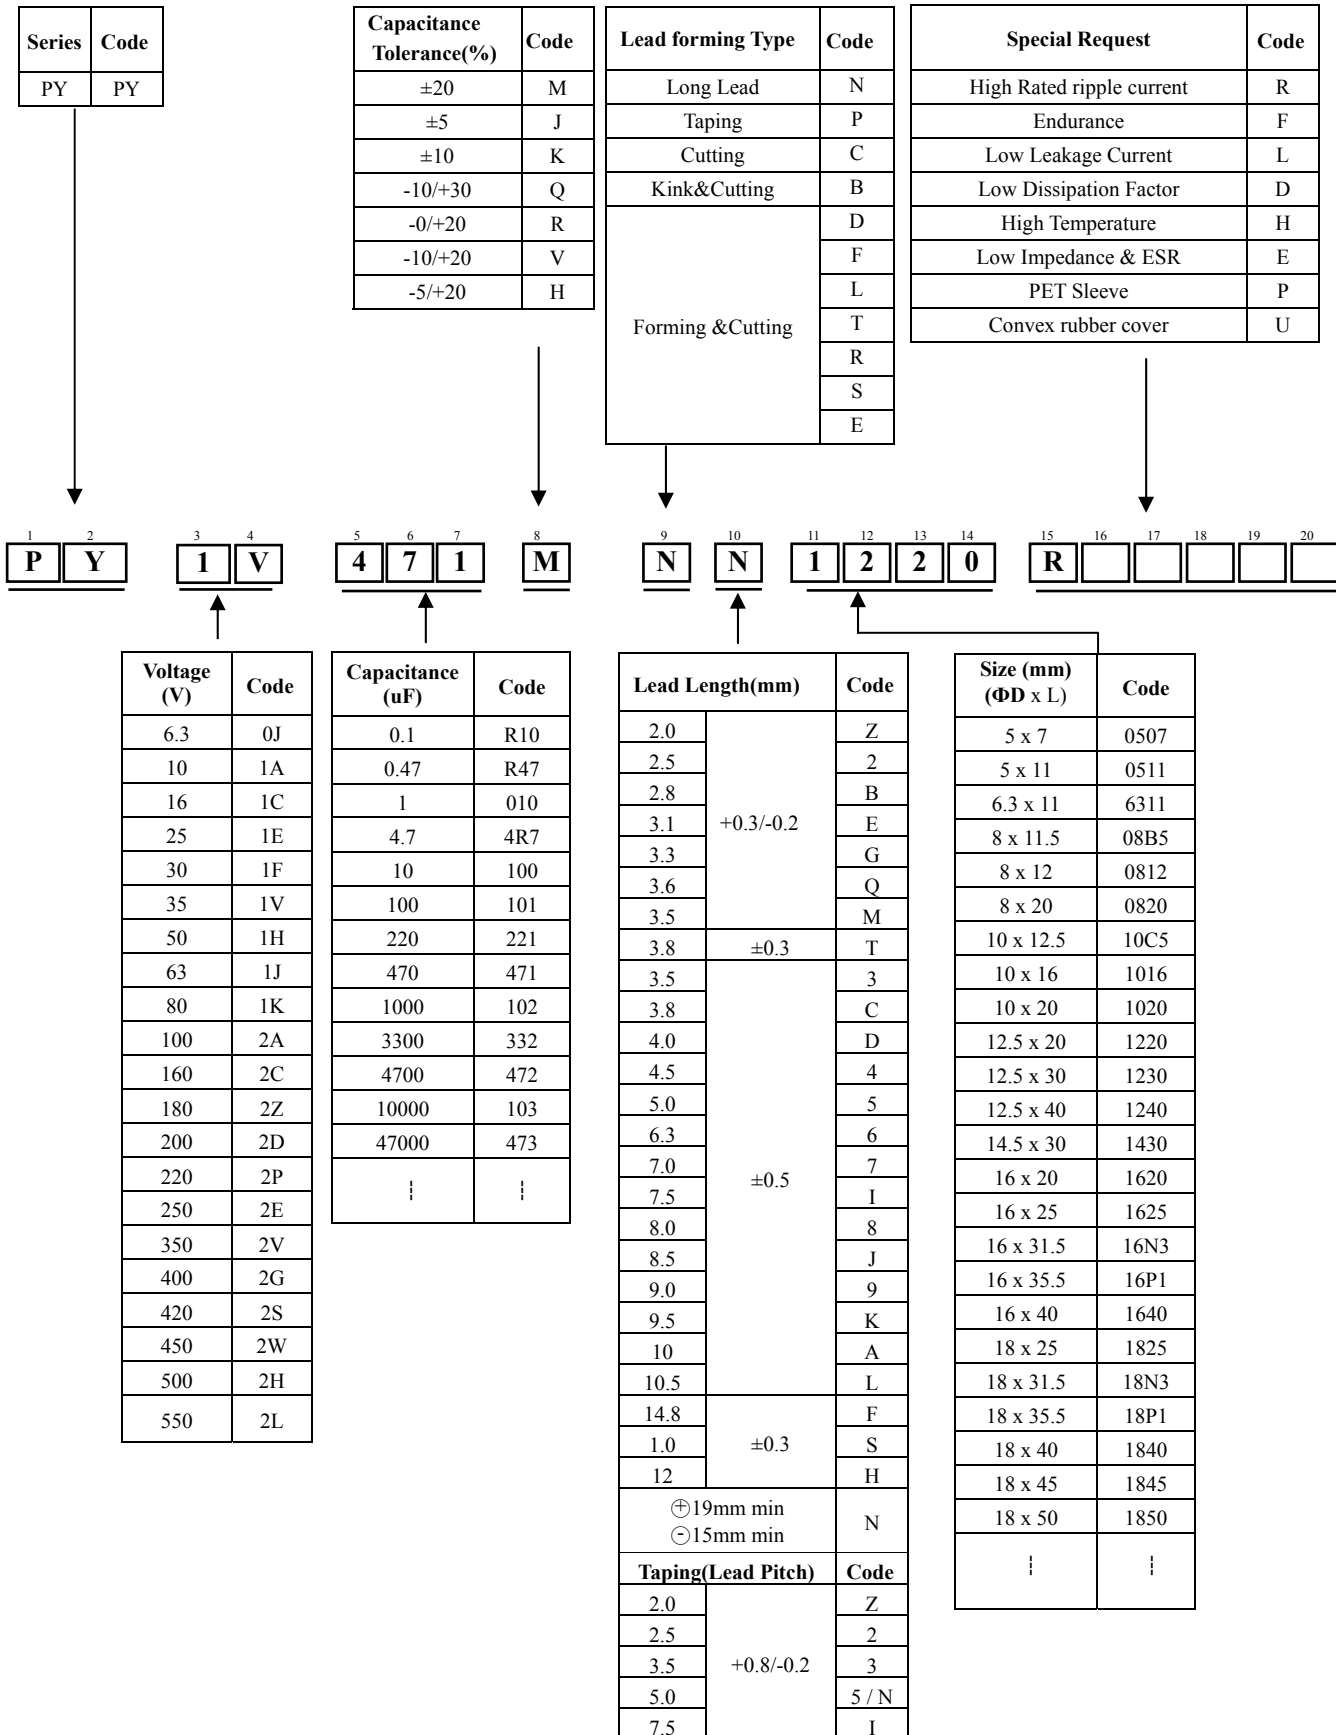 Series Code
PY PY
Capacitance Tolerance(%) Code
±20 M
±5 J
±10 K
-10/+30 Q
-0/+20 R
-10/+20 V
-5/+20 H
Lead forming Type Code
Long Lead N
Taping P
Cutting C
Kink&Cutting B
Forming &Cutting D
F
L
T
R
S
E
Special Request Code
High Rated ripple current R
Endurance F
Low Leakage Current L
Low Dissipation Factor D
High Temperature H
Low Impedance & ESR E
PET Sleeve P
Convex rubber cover U
1 2 3 4 5 6 7 8 9 10 11 12 13 14 15 16 17 18 19 20
P Y 1 V 4 7 1 M N N 1 2 2 0 R
Voltage (V) Code
6.3 0J
10 1A
16 1C
25 1E
30 1F
35 1V
50 1H
63 1J
80 1K
100 2A
160 2C
180 2Z
200 2D
220 2P
250 2E
350 2V
400 2G
420 2S
450 2W
500 2H
550 2L
Capacitance (uF) Code
0.1 R10
0.47 R47
1 010
4.7 4R7
10 100
100 101
220 221
470 471
1000 102
3300 332
4700 472
10000 103
47000 473
Lead Length(mm) Code
2.0 +0.3/-0.2 Z
2.5 2
2.8 B
3.1 E
3.3 G
3.6 Q
3.5 M
3.8 ±0.3 T
3.5 ±0.5 3
3.8 C
4.0 D
4.5 4
5.0 5
6.3 6
7.0 7
7.5 I
8.0 8
8.5 J
9.0 9
9.5 K
10 A
10.5 L
14.8 ±0.3 F
1.0 S
12 H
⊕19mm min N
⊖15mm min
Taping(Lead Pitch) Code
2.0 +0.8/-0.2 Z
2.5 2
3.5 3
5.0 5 / N
7.5 I
Size (mm) (ΦD x L) Code
5 x 7 0507
5 x 11 0511
6.3 x 11 6311
8 x 11.5 08B5
8 x 12 0812
8 x 20 0820
10 x 12.5 10C5
10 x 16 1016
10 x 20 1020
12.5 x 20 1220
12.5 x 30 1230
12.5 x 40 1240
14.5 x 30 1430
16 x 20 1620
16 x 25 1625
16 x 31.5 16N3
16 x 35.5 16P1
16 x 40 1640
18 x 25 1825
18 x 31.5 18N3
18 x 35.5 18P1
18 x 40 1840
18 x 45 1845
18 x 50 1850